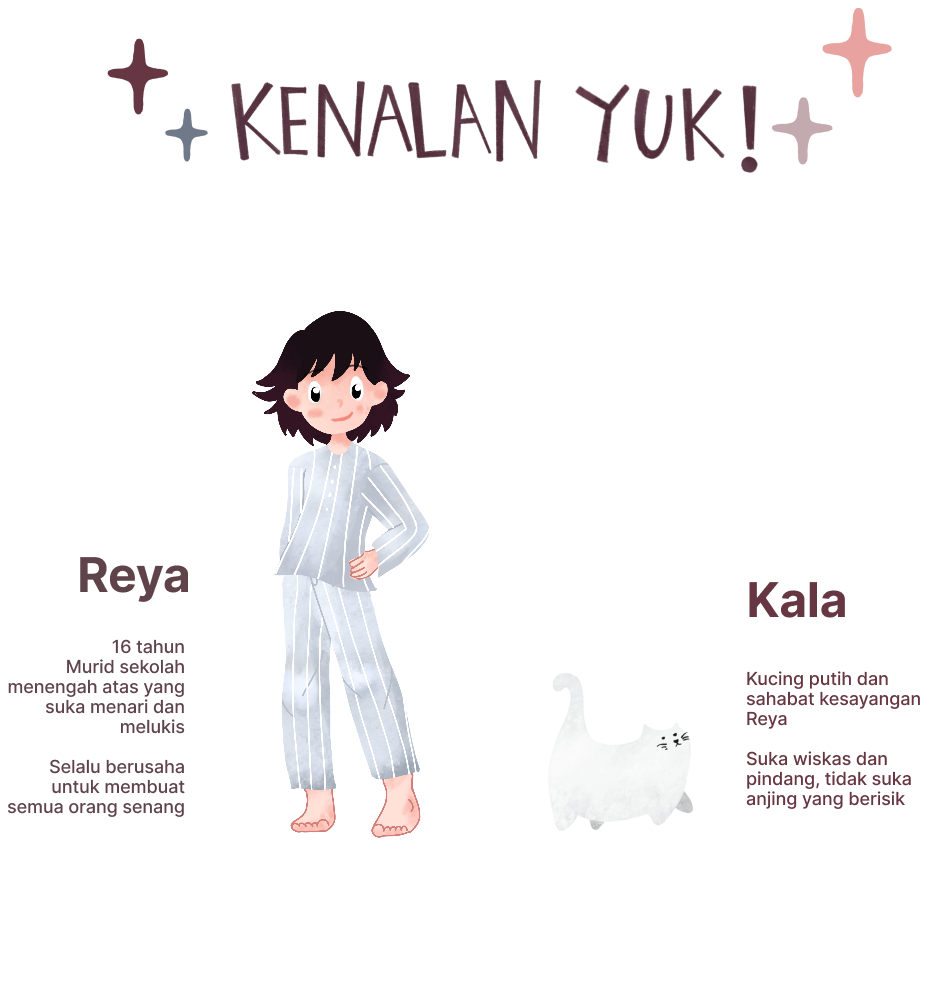 KENALAN YUK!
Reya
16 tahun
Murid sekolah
menengah atas yang
suka menari dan
melukis
Selalu berusaha
untuk membuat
semua orang senang
Kala
Kucing putih dan
sahabat kesayangan
Reya
Suka wiskas dan
pindang, tidak suka
anjing yang berisik